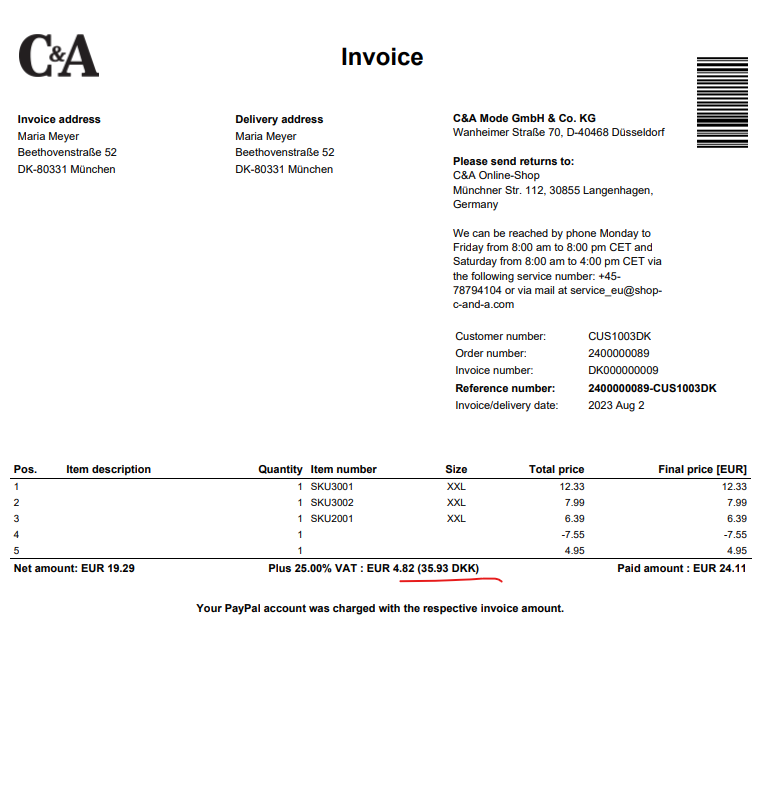 C&A
Invoice
Invoice address
Maria Meyer
Beethovenstraße 52
DK-80331 München
Delivery address
Maria Meyer
Beethovenstraße 52
DK-80331 München
C&A Mode GmbH & Co. KG
Wanheimer Straße 70, D-40468 Düsseldorf
Please send returns to:
C&A Online-Shop
Münchner Str. 112, 30855 Langenhagen,
Germany
We can be reached by phone Monday to
Friday from 8:00 am to 8:00 pm CET and
Saturday from 8:00 am to 4:00 pm CET via
the following service number: +45-
78794104 or via mail at service_eu@shop-
c-and-a.com
Customer number: CUS1003DK
Order number: 2400000089
Invoice number: DK000000009
Reference number: 2400000089-CUS1003DK
Invoice/delivery date: 2023 Aug 2
Pos. Item description Quantity Item number Size Total price Final price [EUR]
1 1 SKU3001 XXL 12.33 12.33
2 1 SKU3002 XXL 7.99 7.99
3 1 SKU2001 XXL 6.39 6.39
4 1 -7.55 -7.55
5 1 4.95 4.95
Net amount: EUR 19.29 Plus 25.00% VAT : EUR 4.82 (35.93 DKK) Paid amount : EUR 24.11
Your PayPal account was charged with the respective invoice amount.